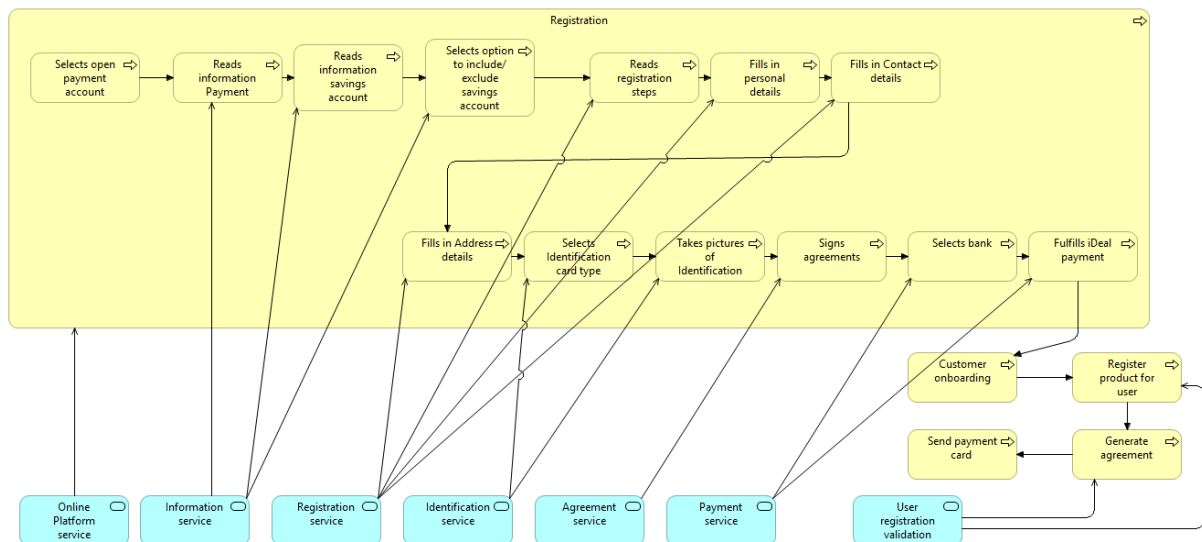 Registration
Selects open
payment
account
Reads
information
Payment
Reads
information
savings
account
Selects option
to include/
exclude
savings
account
Reads
registration
steps
Fills in
personal
details
Fills in Contact
details
Fills in Address
details
Selects
Identification
card type
Takes pictures
of
Identification
Signs
agreements
Selects bank
Fulfills iDeal
payment
Customer
onboarding
Register
product for
user
Send payment
card
Generate
agreement
Online
Platform
service
Information
service
Registration
service
Identification
service
Agreement
service
Payment
service
User
registration
validation